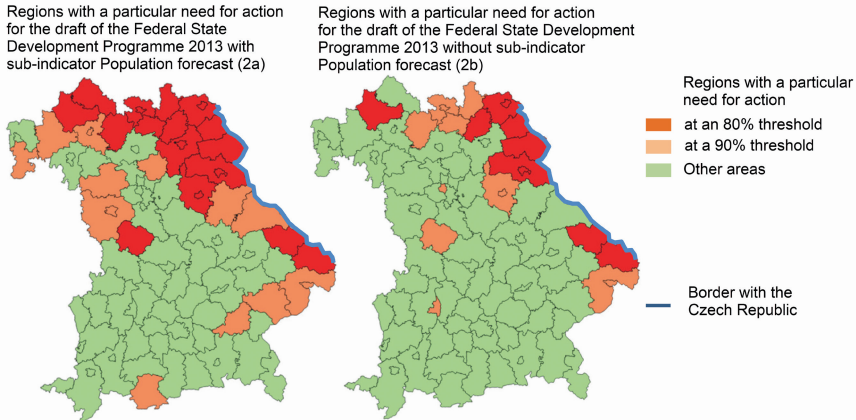 Regions with a particular need for action
for the draft of the Federal State
Development Programme 2013 with
sub-indicator Population forecast (2a)
Regions with a particular need for action
for the draft of the Federal State Development
Programme 2013 without sub-indicator
Population forecast (2b)
Regions with a particular
need for action
at an 80% threshold
at a 90% threshold
Other areas
Border with the
Czech Republic